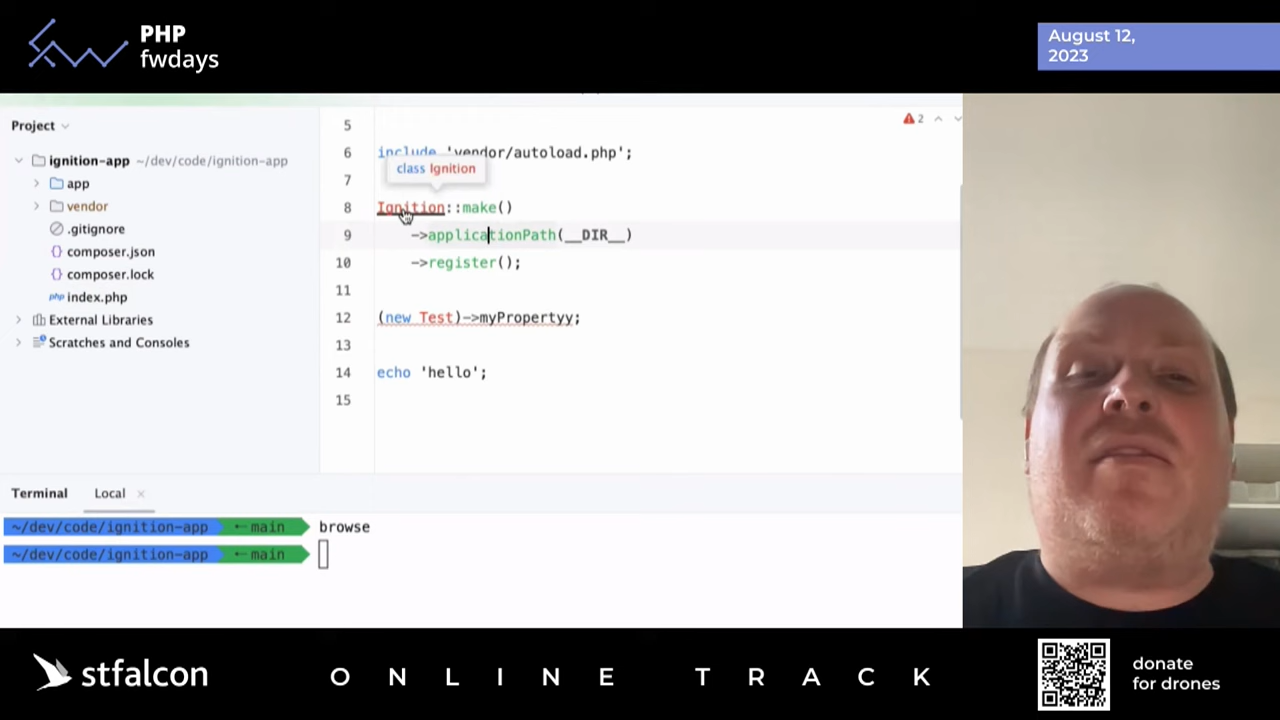 PHP
fwdays
August 12,
2023
Project
ignition-app ~/dev/code/ignition-app
app
vendor
.gitignore
{} composer.json
{} composer.lock
php index.php
External Libraries
Scratches and Consoles
2
5
6 include 'vendor/autoload.php';
class Ignition
7
8 Ignition::make()
9 ->applicationPath(__DIR__)
10 ->register();
11
12 (new Test)->myPropertyy;
13
14 echo 'hello';
15
Terminal Local ×
~/dev/code/ignition-app ←main browse
~/dev/code/ignition-app ←main
stfalcon
ONLINE TRACK
donate
for drones